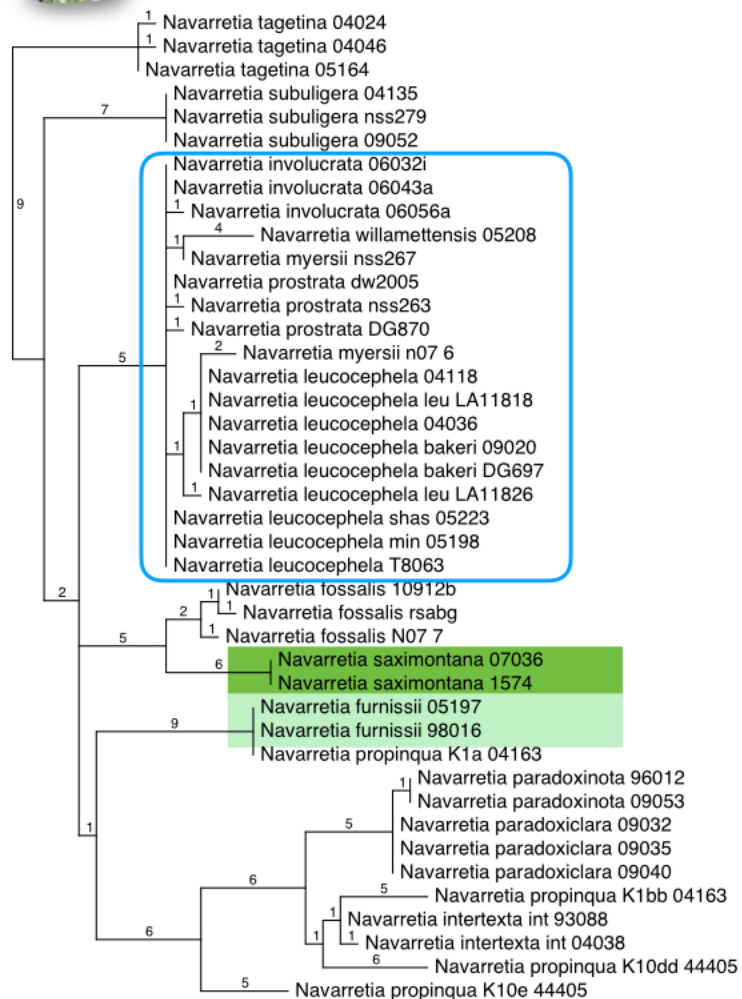 1 Navarretia tagetina 04024
1 Navarretia tagetina 04046
Navarretia tagetina 05164
Navarretia subuligera 04135
7 Navarretia subuligera nss279
Navarretia subuligera 09052
Navarretia involucrata 06032i
Navarretia involucrata 06043a
9 1 Navarretia involucrata 06056a
4 Navarretia willamettensis 05208
1 Navarretia myersii nss267
Navarretia prostrata dw2005
1 Navarretia prostrata nss263
1 Navarretia prostrata DG870
5 2 Navarretia myersii n07 6
Navarretia leucocephela 04118
1 Navarretia leucocephela leu LA11818
Navarretia leucocephela 04036
1 Navarretia leucocephela bakeri 09020
Navarretia leucocephela bakeri DG697
1 Navarretia leucocephela leu LA11826
Navarretia leucocephela shas 05223
Navarretia leucocephela min 05198
Navarretia leucocephela T8063
2 1 Navarretia fossalis 10912b
2 1 Navarretia fossalis rsabg
5 1 Navarretia fossalis N07 7
6 Navarretia saximontana 07036
Navarretia saximontana 1574
Navarretia furnissii 05197
9 Navarretia furnissii 98016
Navarretia propinqua K1a 04163
1 Navarretia paradoxinota 96012
Navarretia paradoxinota 09053
1 5 Navarretia paradoxiclara 09032
Navarretia paradoxiclara 09035
Navarretia paradoxiclara 09040
6 5 Navarretia propinqua K1bb 04163
1 Navarretia intertexta int 93088
6 1 1 Navarretia intertexta int 04038
6 Navarretia propinqua K10dd 44405
5 Navarretia propinqua K10e 44405